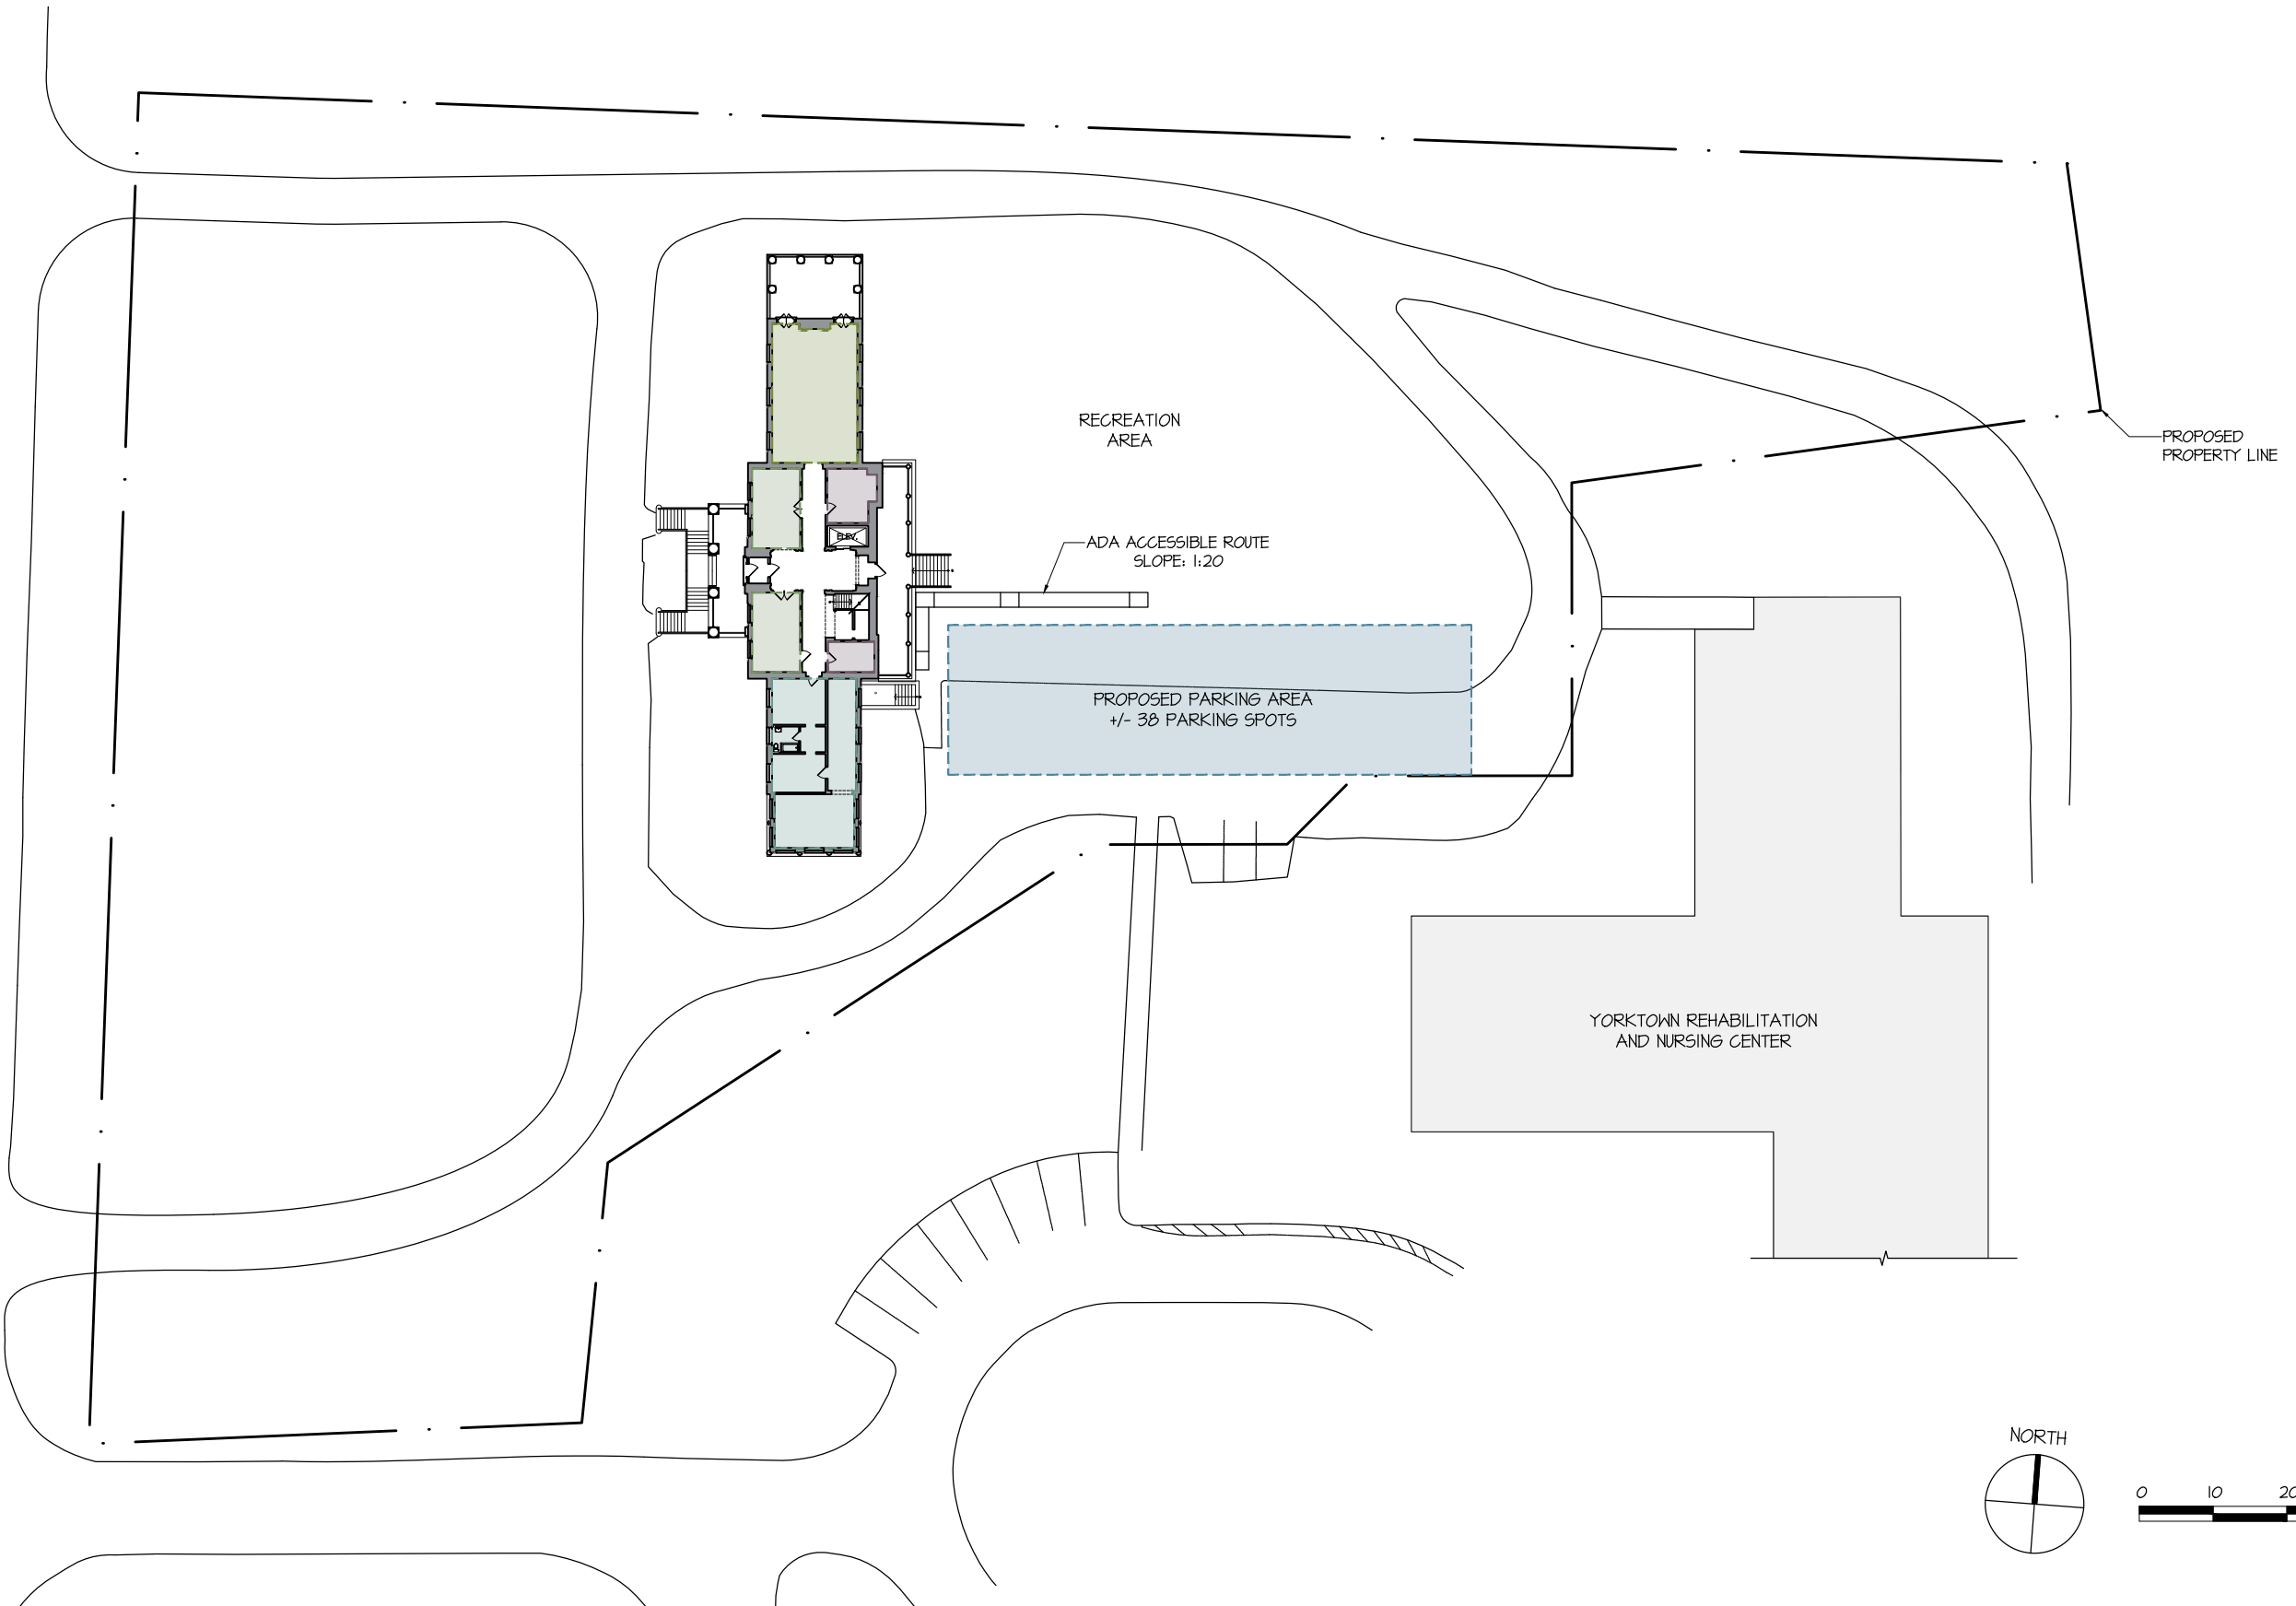 RECREATION
AREA
PROPOSED
PROPERTY LINE
ELEV.
ADA ACCESSIBLE ROUTE
SLOPE: 1:20
PROPOSED PARKING AREA
+/- 38 PARKING SPOTS
YORKTOWN REHABILITATION
AND NURSING CENTER
NORTH
0 10 20